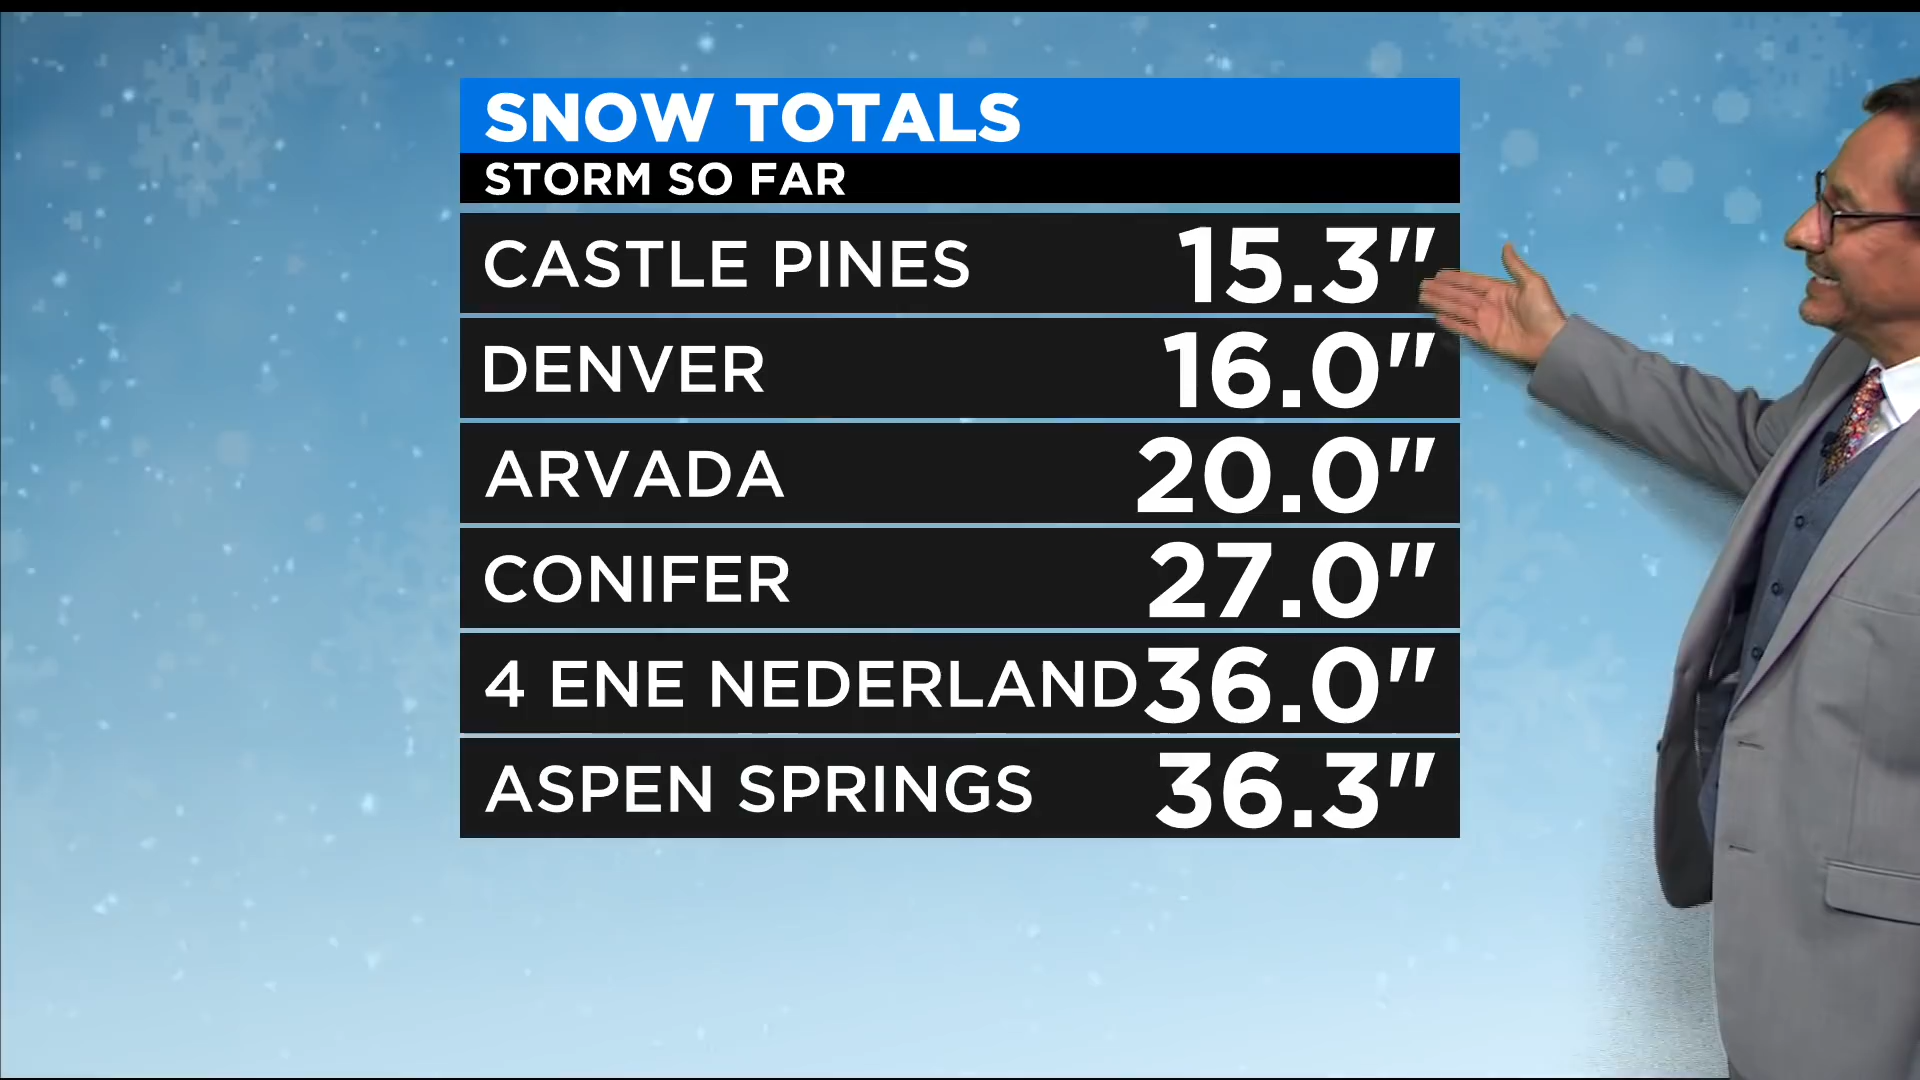 SNOW TOTALS
STORM SO FAR
CASTLE PINES 15.3"
DENVER 16.0"
ARVADA 20.0"
CONIFER 27.0"
4 ENE NEDERLAND 36.0"
ASPEN SPRINGS 36.3"